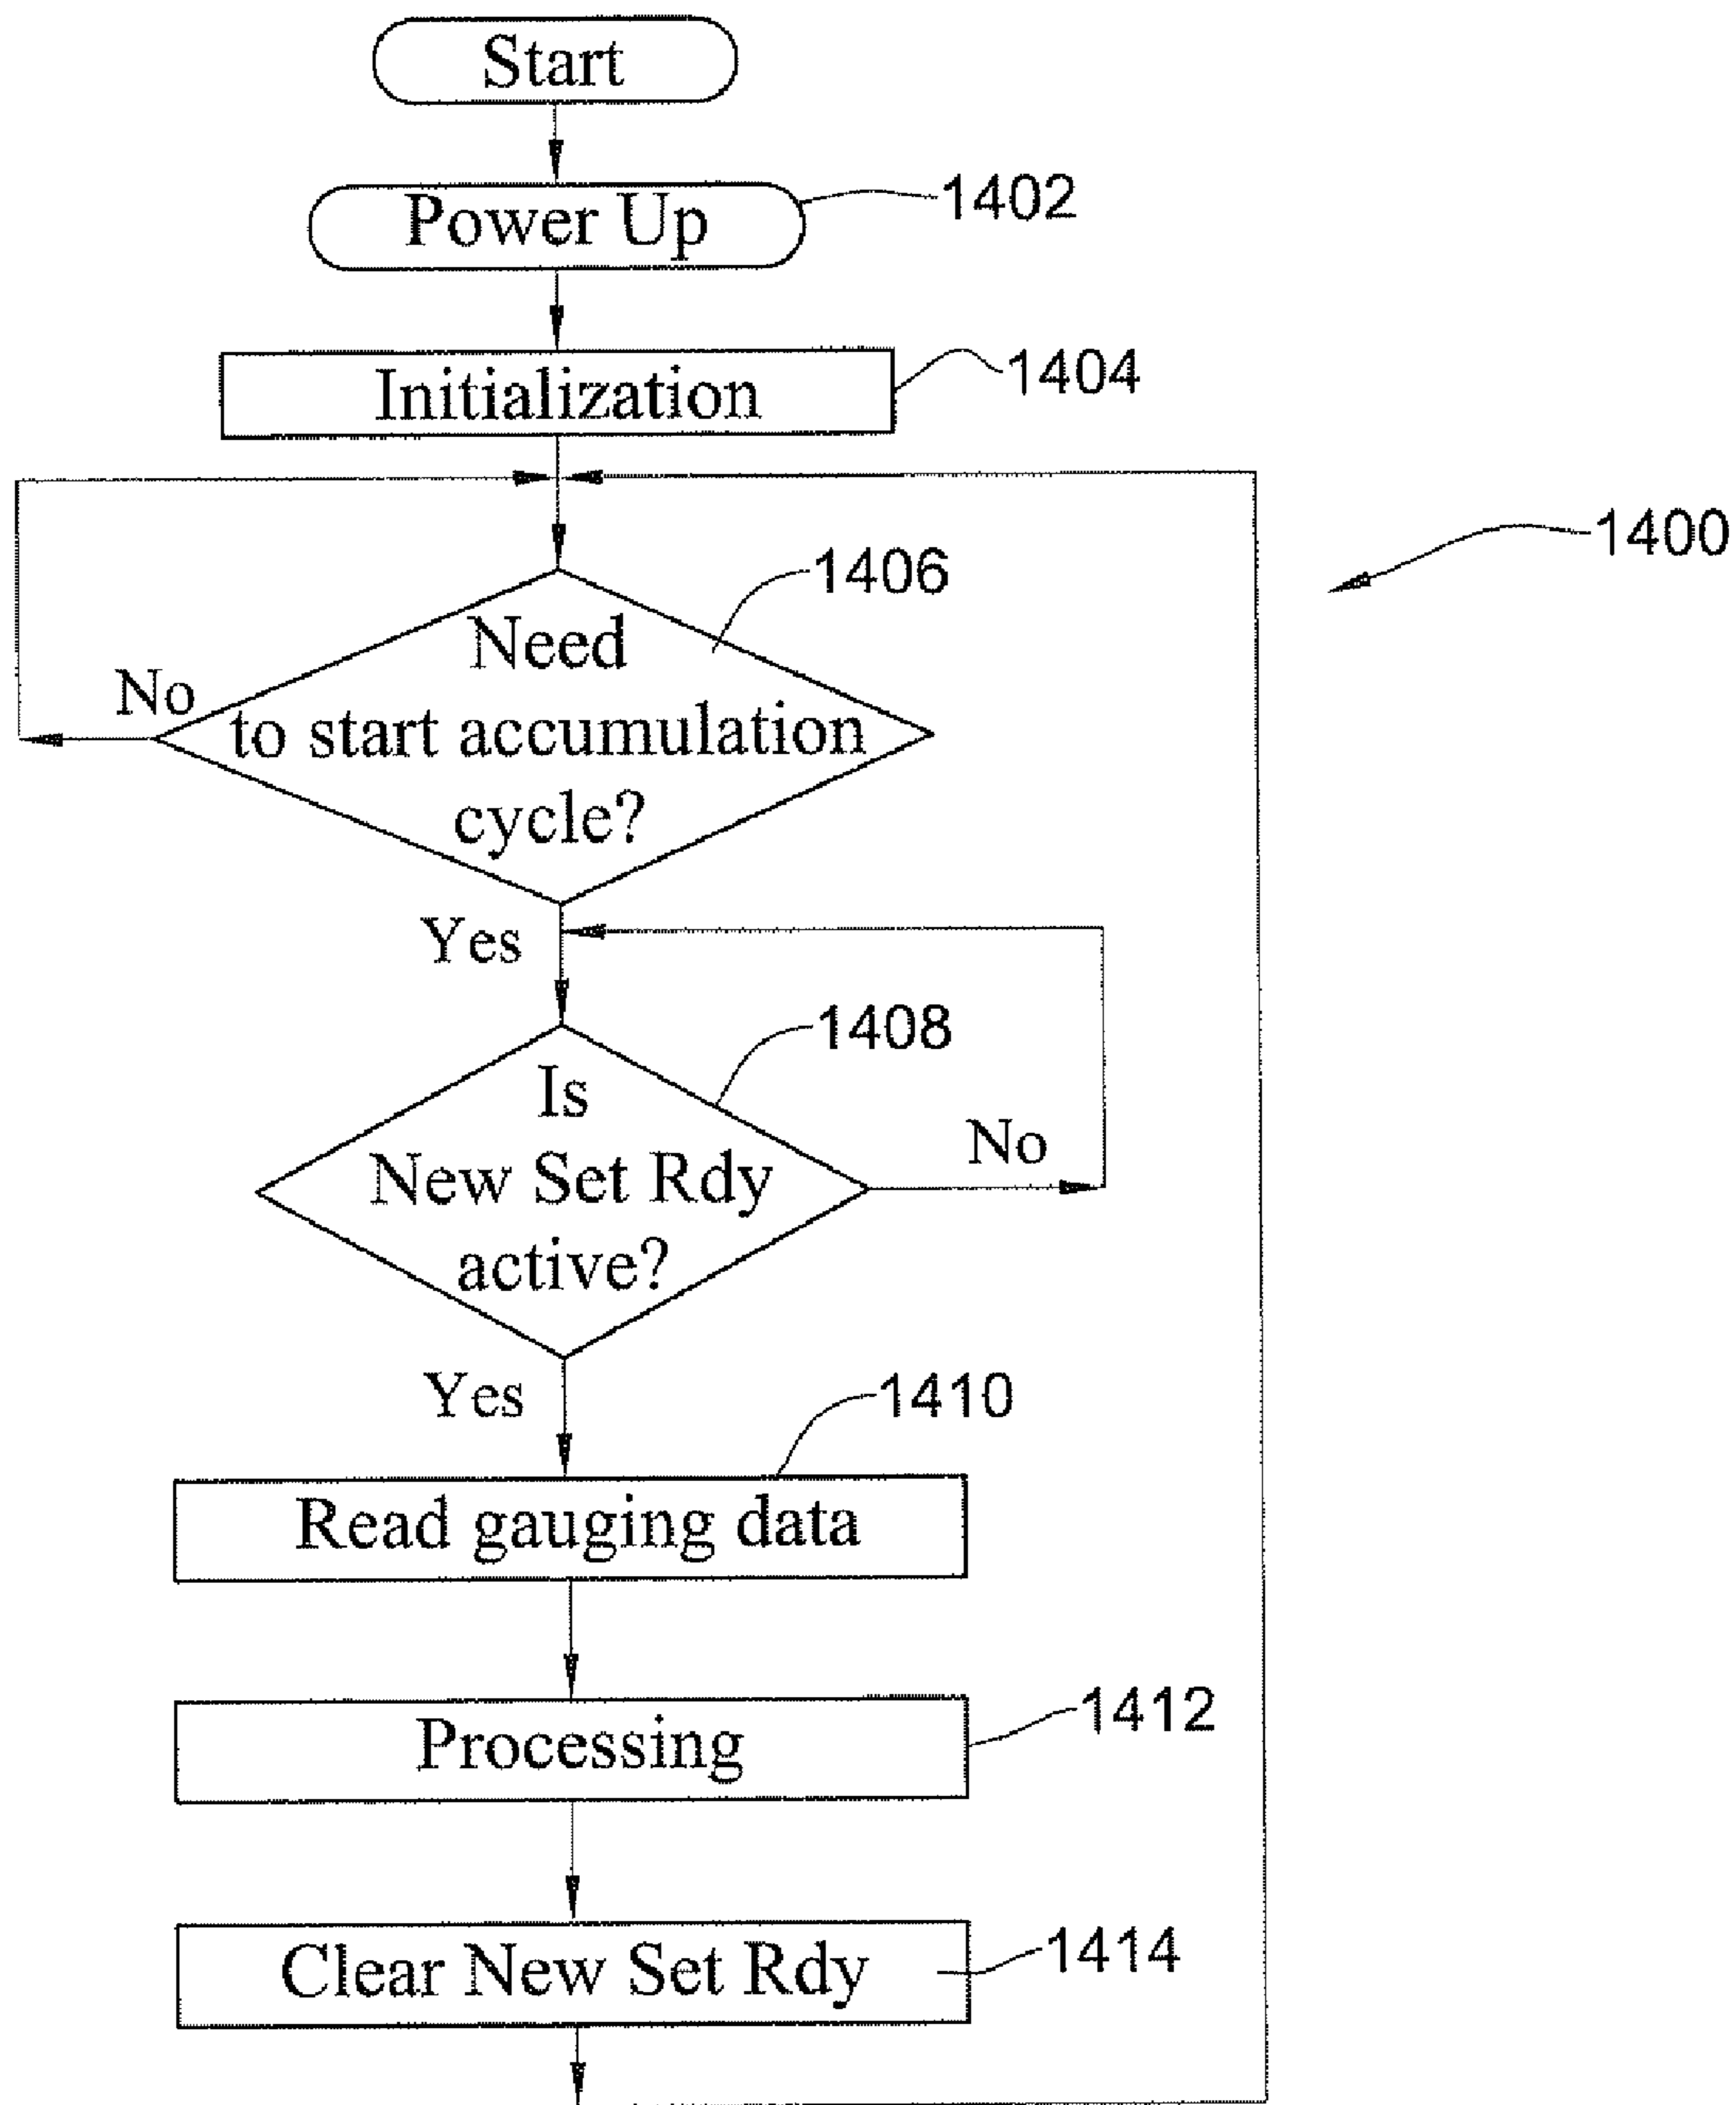 Start
Power Up
1402
Initialization
1404
1400
1406
Need
to start accumulation
cycle?
No
Yes
1408
Is
New Set Rdy
active?
No
Yes
1410
Read gauging data
Processing
1412
Clear New Set Rdy
1414